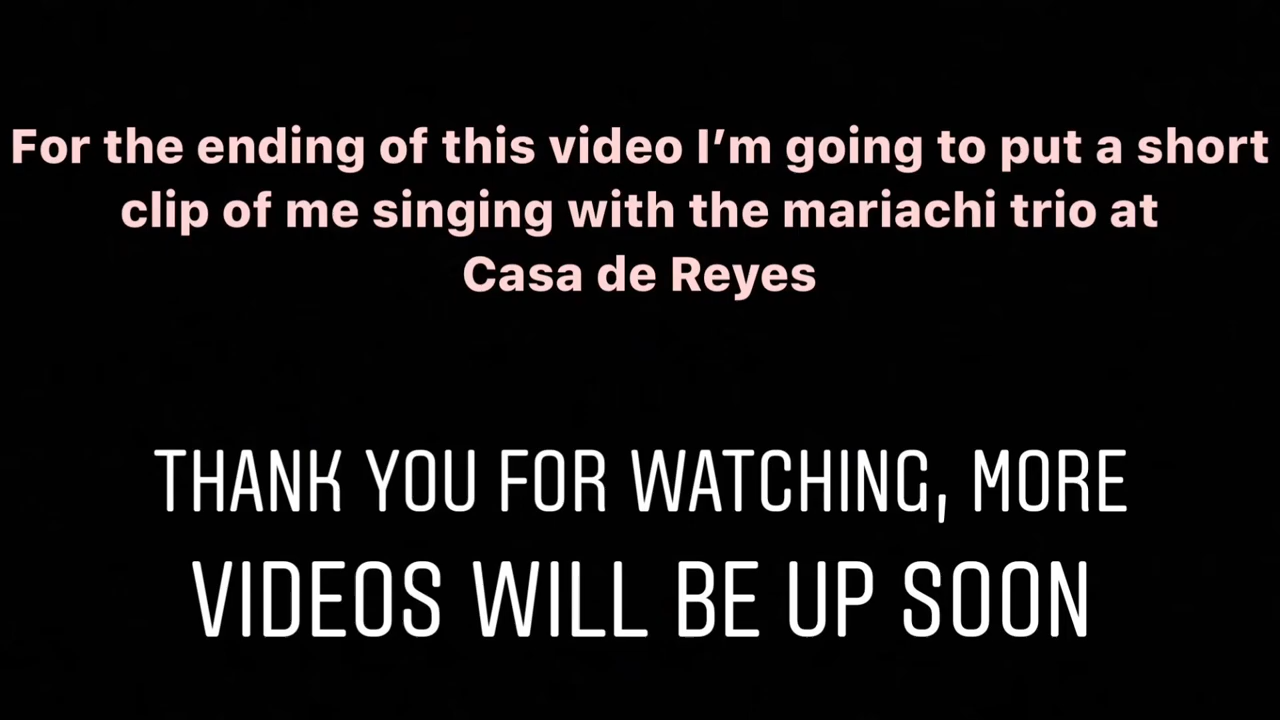 For the ending of this video I’m going to put a short
clip of me singing with the mariachi trio at
Casa de Reyes
THANK YOU FOR WATCHING, MORE
VIDEOS WILL BE UP SOON